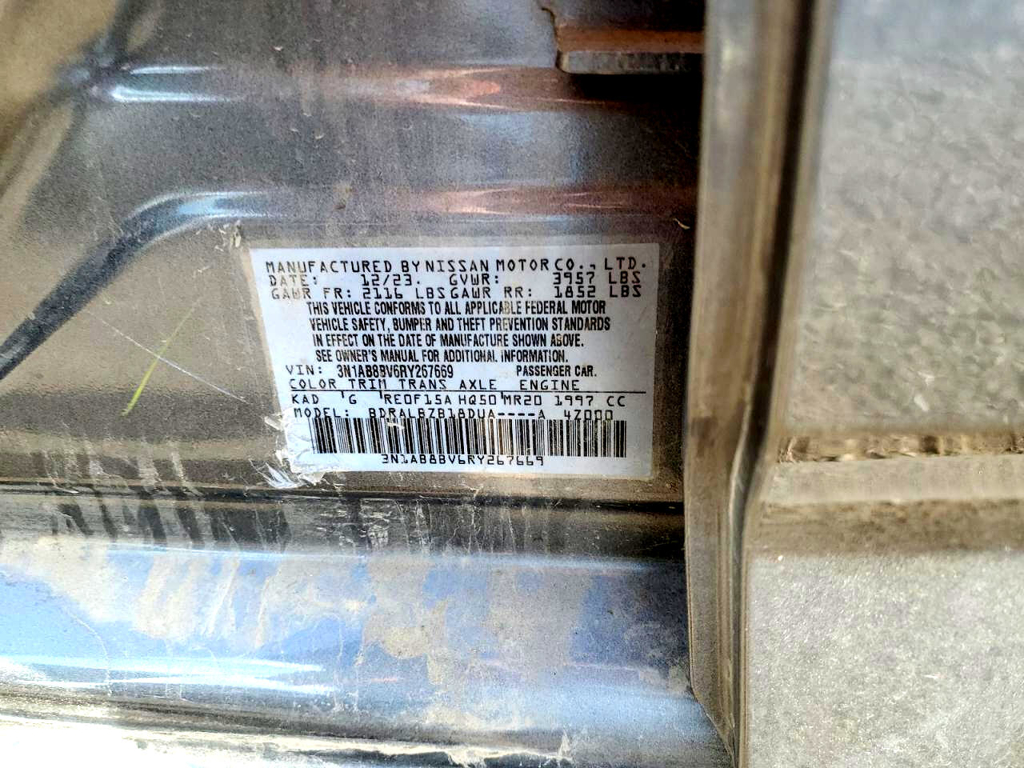 MANUFACTURED BY NISSAN MOTOR CO., LTD.
DATE: 12/23. GVWR: 3957 LBS
GAWR FR: 2116 LBS GAWR RR: 1852 LBS
THIS VEHICLE CONFORMS TO ALL APPLICABLE FEDERAL MOTOR
VEHICLE SAFETY, BUMPER AND THEFT PREVENTION STANDARDS
IN EFFECT ON THE DATE OF MANUFACTURE SHOWN ABOVE.
SEE OWNER'S MANUAL FOR ADDITIONAL INFORMATION.
VIN: 3N1AB8BV6RY267669 PASSENGER CAR.
COLOR TRIM TRANS AXLE ENGINE
KAD G RE0F15A HQ50 MR20 1997 CC
MODEL: BDRALBZB18DUA----A 47000
3N1AB8BV6RY267669